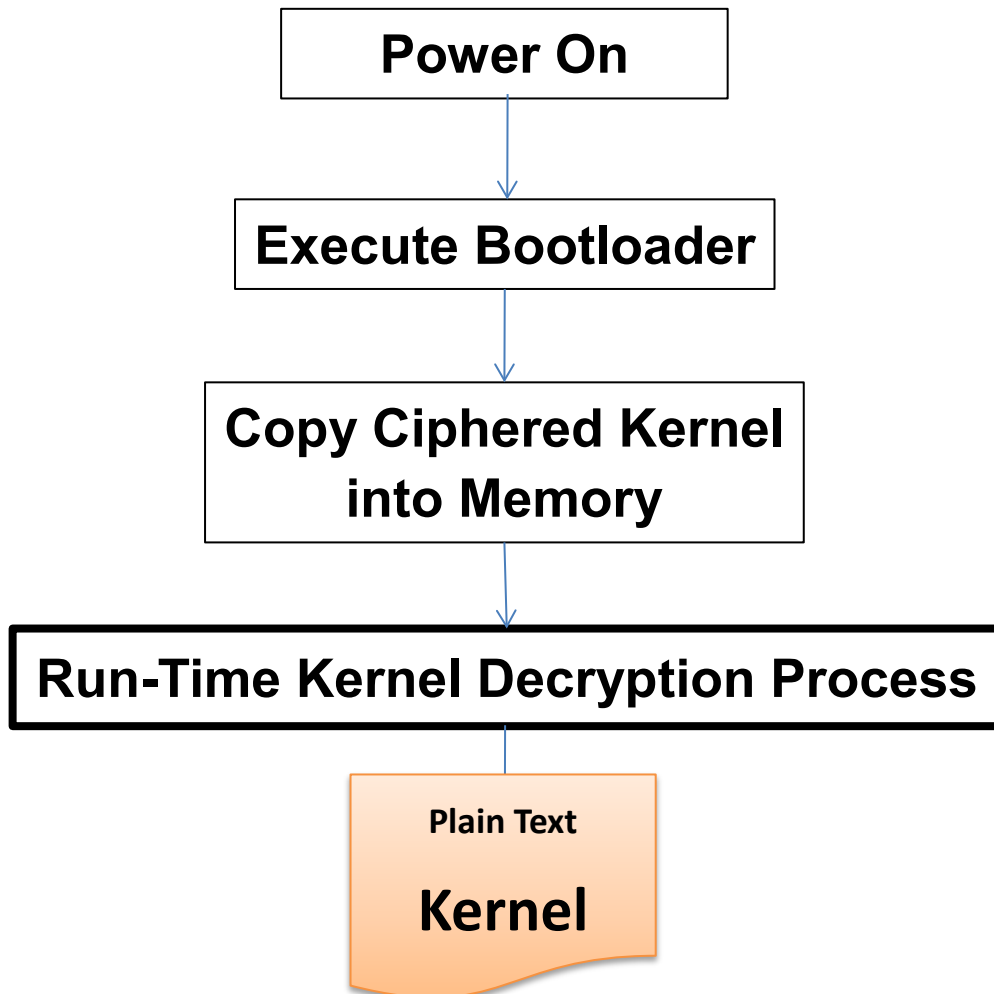 Power On
Execute Bootloader
Copy Ciphered Kernel
into Memory
Run-Time Kernel Decryption Process
Plain Text
Kernel